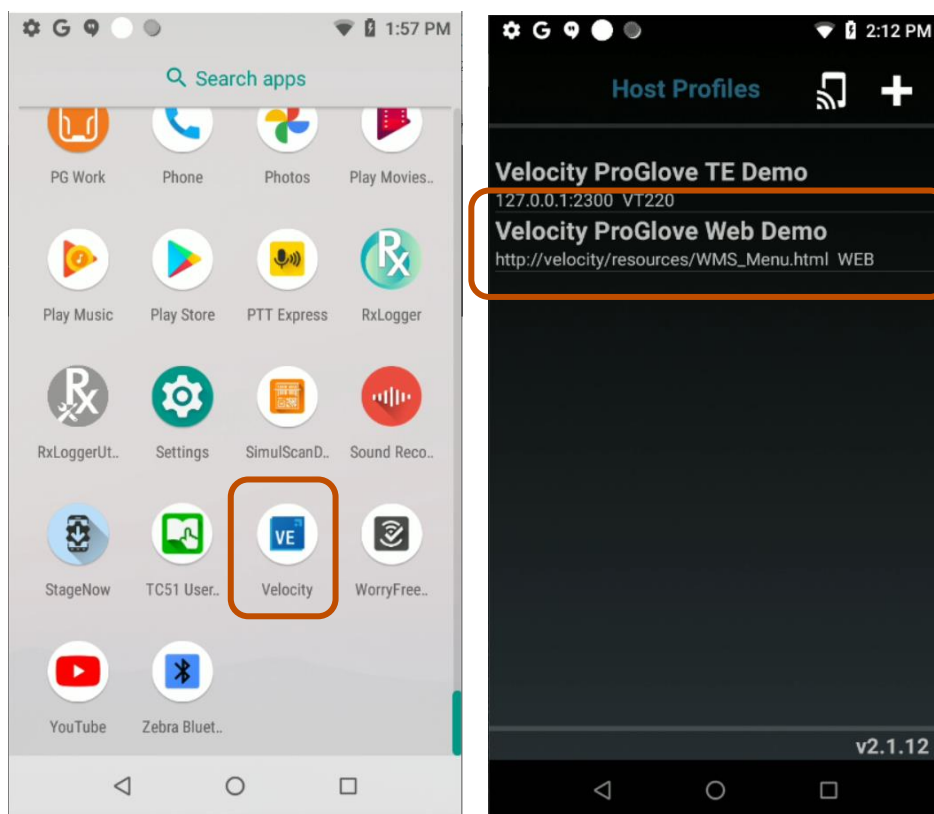 1:57 PM
Search apps
PG Work Phone Photos Play Movies..
Play Music Play Store PTT Express RxLogger
RxLoggerUt.. Settings SimulScanD.. Sound Reco..
VE
StageNow TC51 User.. Velocity WorryFree..
YouTube Zebra Bluet..
2:12 PM
Host Profiles
Velocity ProGlove TE Demo
127.0.0.1:2300 VT220
Velocity ProGlove Web Demo
http://velocity/resources/WMS_Menu.html WEB
v2.1.12